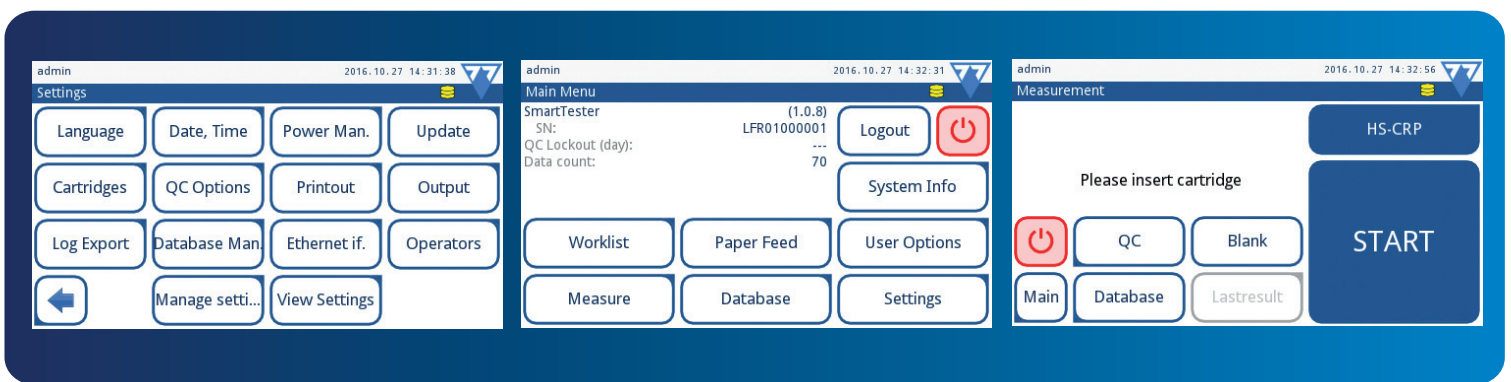 admin 2016.10.27 14:31:38
Settings
Language Date, Time Power Man. Update
Cartridges QC Options Printout Output
Log Export Database Man. Ethernet if. Operators
Manage setti... View Settings
admin 2016.10.27 14:32:31
Main Menu
SmartTester (1.0.8)
SN: LFR01000001
QC Lockout (day): ---
Data count: 70
Logout
System Info
Worklist Paper Feed User Options
Measure Database Settings
admin 2016.10.27 14:32:56
Measurement
HS-CRP
Please insert cartridge
QC Blank
START
Main Database Lastresult